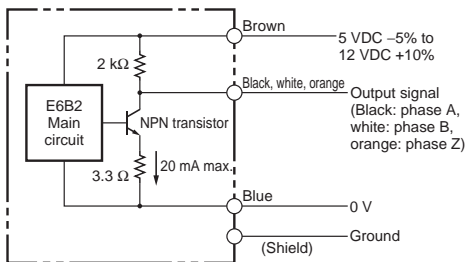 Brown
5 VDC –5% to
12 VDC +10%
2 kΩ
Black, white, orange
Output signal
(Black: phase A,
white: phase B,
orange: phase Z)
E6B2
Main
circuit
NPN transistor
20 mA max.
3.3 Ω
Blue
0 V
Ground
(Shield)